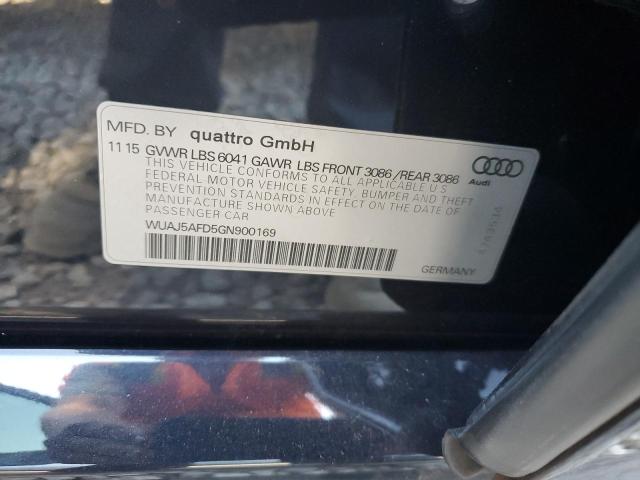 MFD. BY quattro GmbH
11 15 GVWR LBS 6041 GAWR LBS FRONT 3086 /REAR 3086
THIS VEHICLE CONFORMS TO ALL APPLICABLE U S
FEDERAL MOTOR VEHICLE SAFETY, BUMPER AND THEFT
PREVENTION STANDARDS IN EFFECT ON THE DATE OF
MANUFACTURE SHOWN ABOVE
PASSENGER CAR
WUAJ5AFD5GN900169
Audi
GERMANY